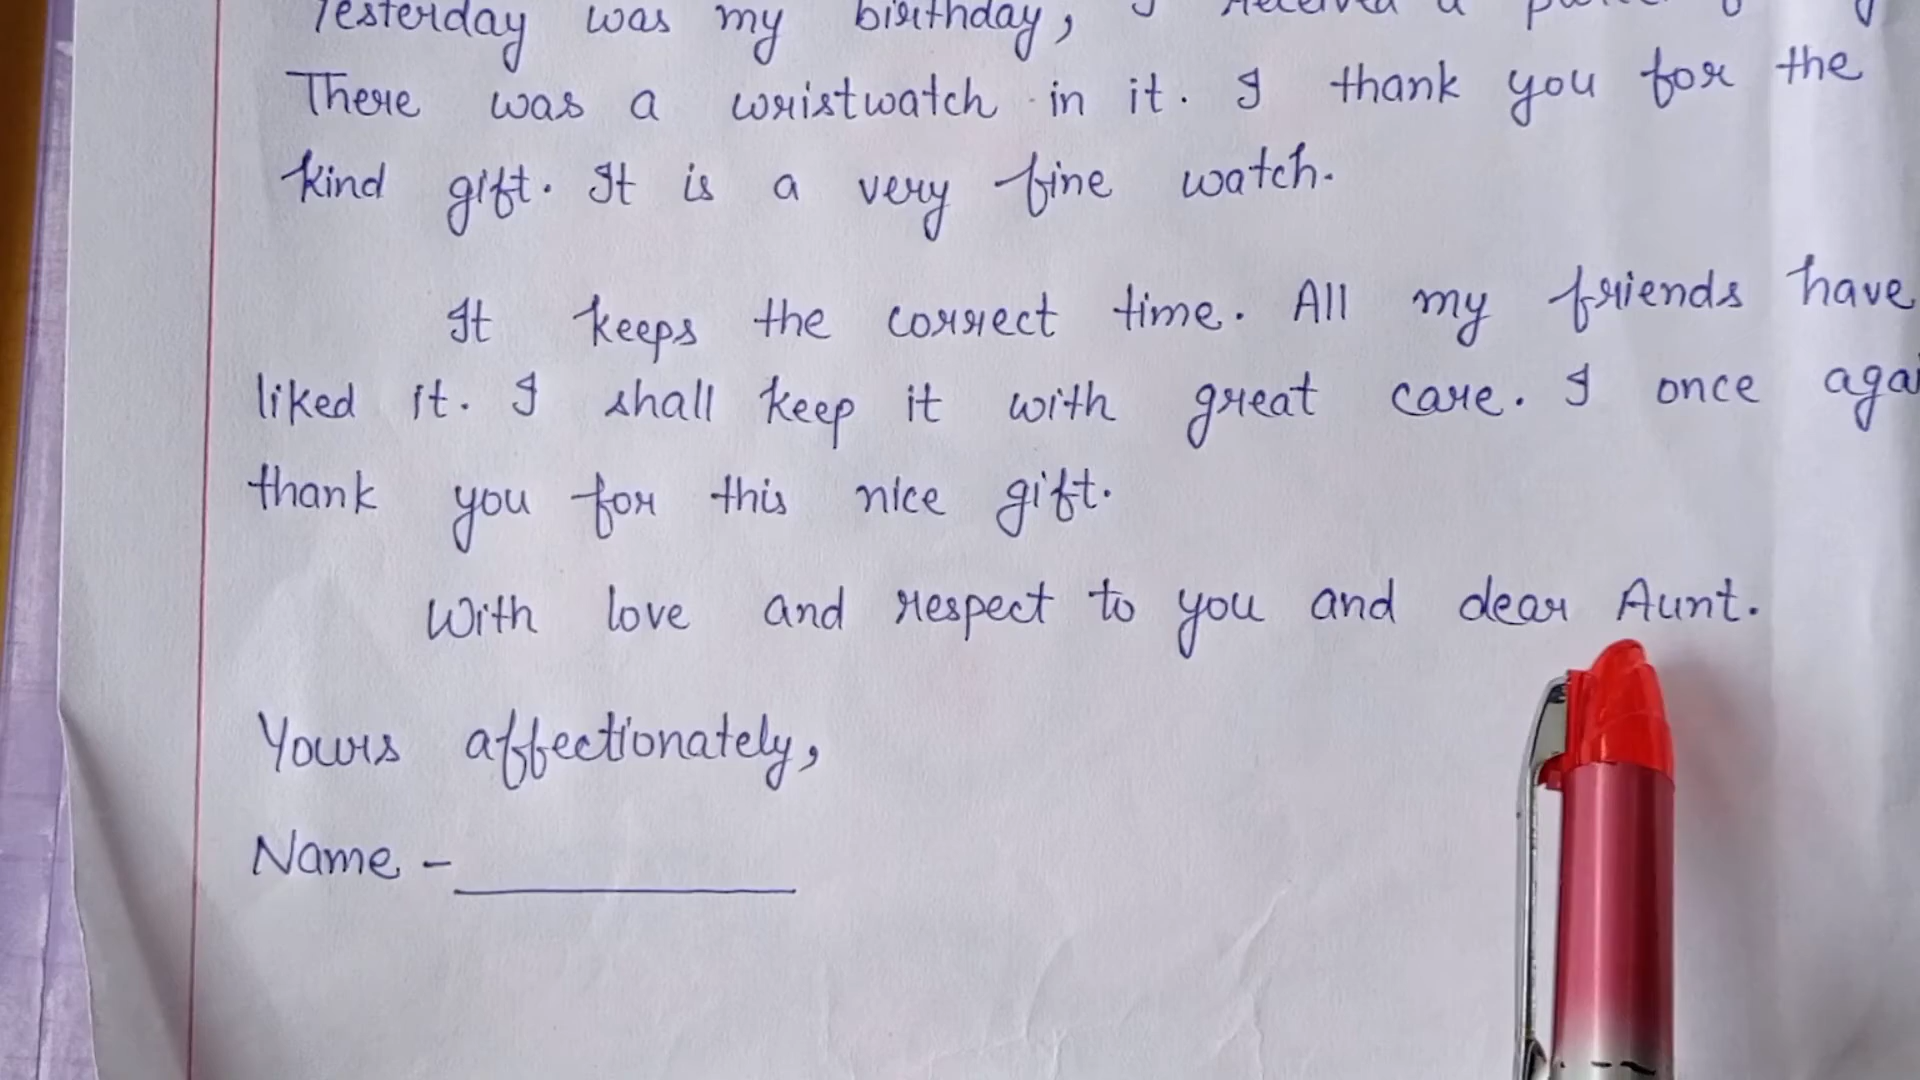 Yesterday was my birthday, I received a
There was a wristwatch in it. I thank you for the
kind gift. It is a very fine watch.
It keeps the correct time. All my friends have
liked it. I shall keep it with great care. I once agai
thank you for this nice gift.
With love and respect to you and dear Aunt.
Yours affectionately,
Name -